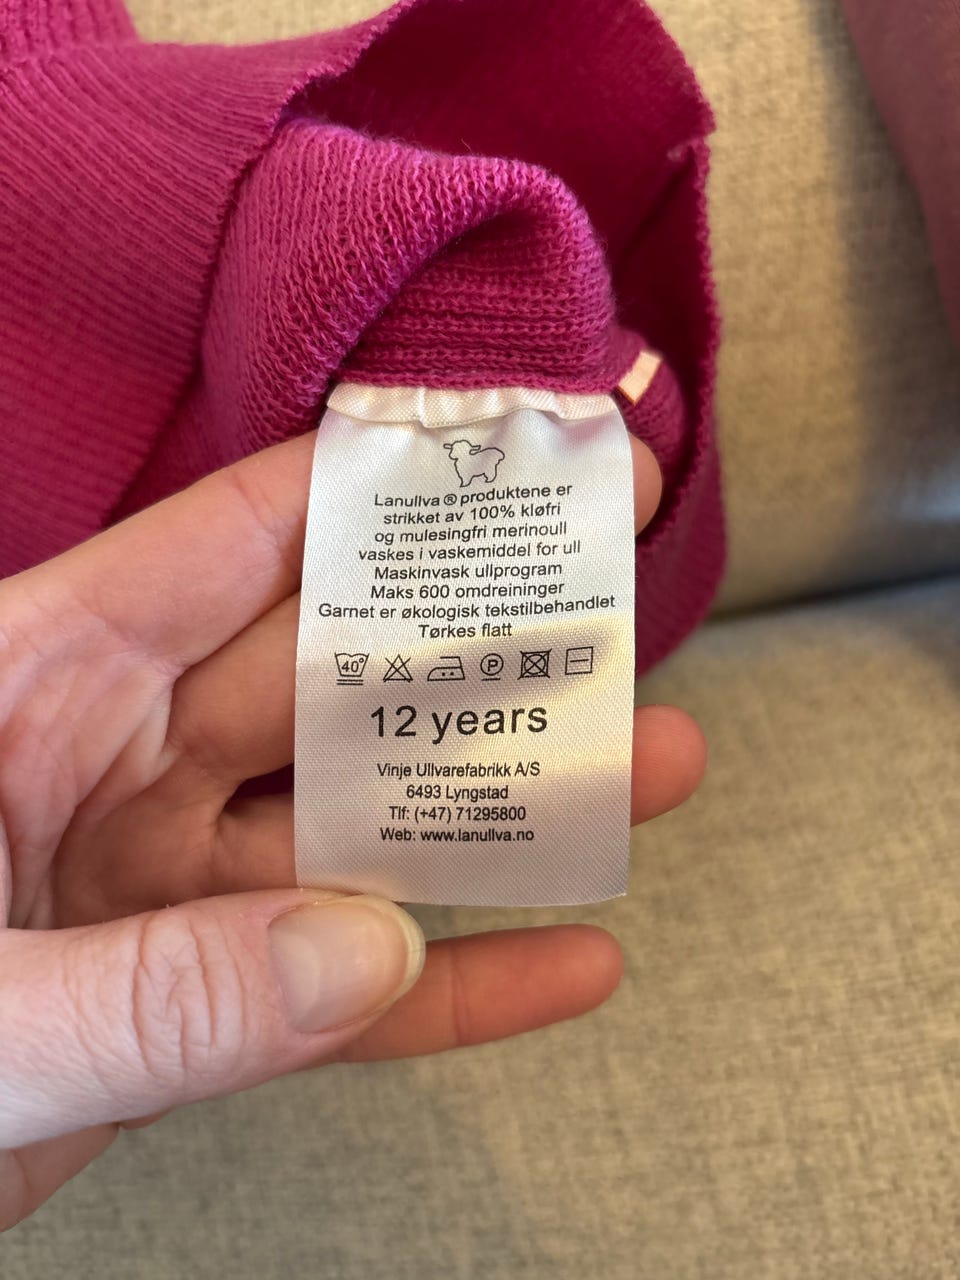 Lanullva ® produktene er
strikket av 100% kløfri
og mulesingfri merinoull
vaskes i vaskemiddel for ull
Maskinvask ullprogram
Maks 600 omdreininger
Garnet er økologisk tekstilbehandlet
Tørkes flatt
40° P
12 years
Vinje Ullvarefabrikk A/S
6493 Lyngstad
Tlf: (+47) 71295800
Web: www.lanullva.no